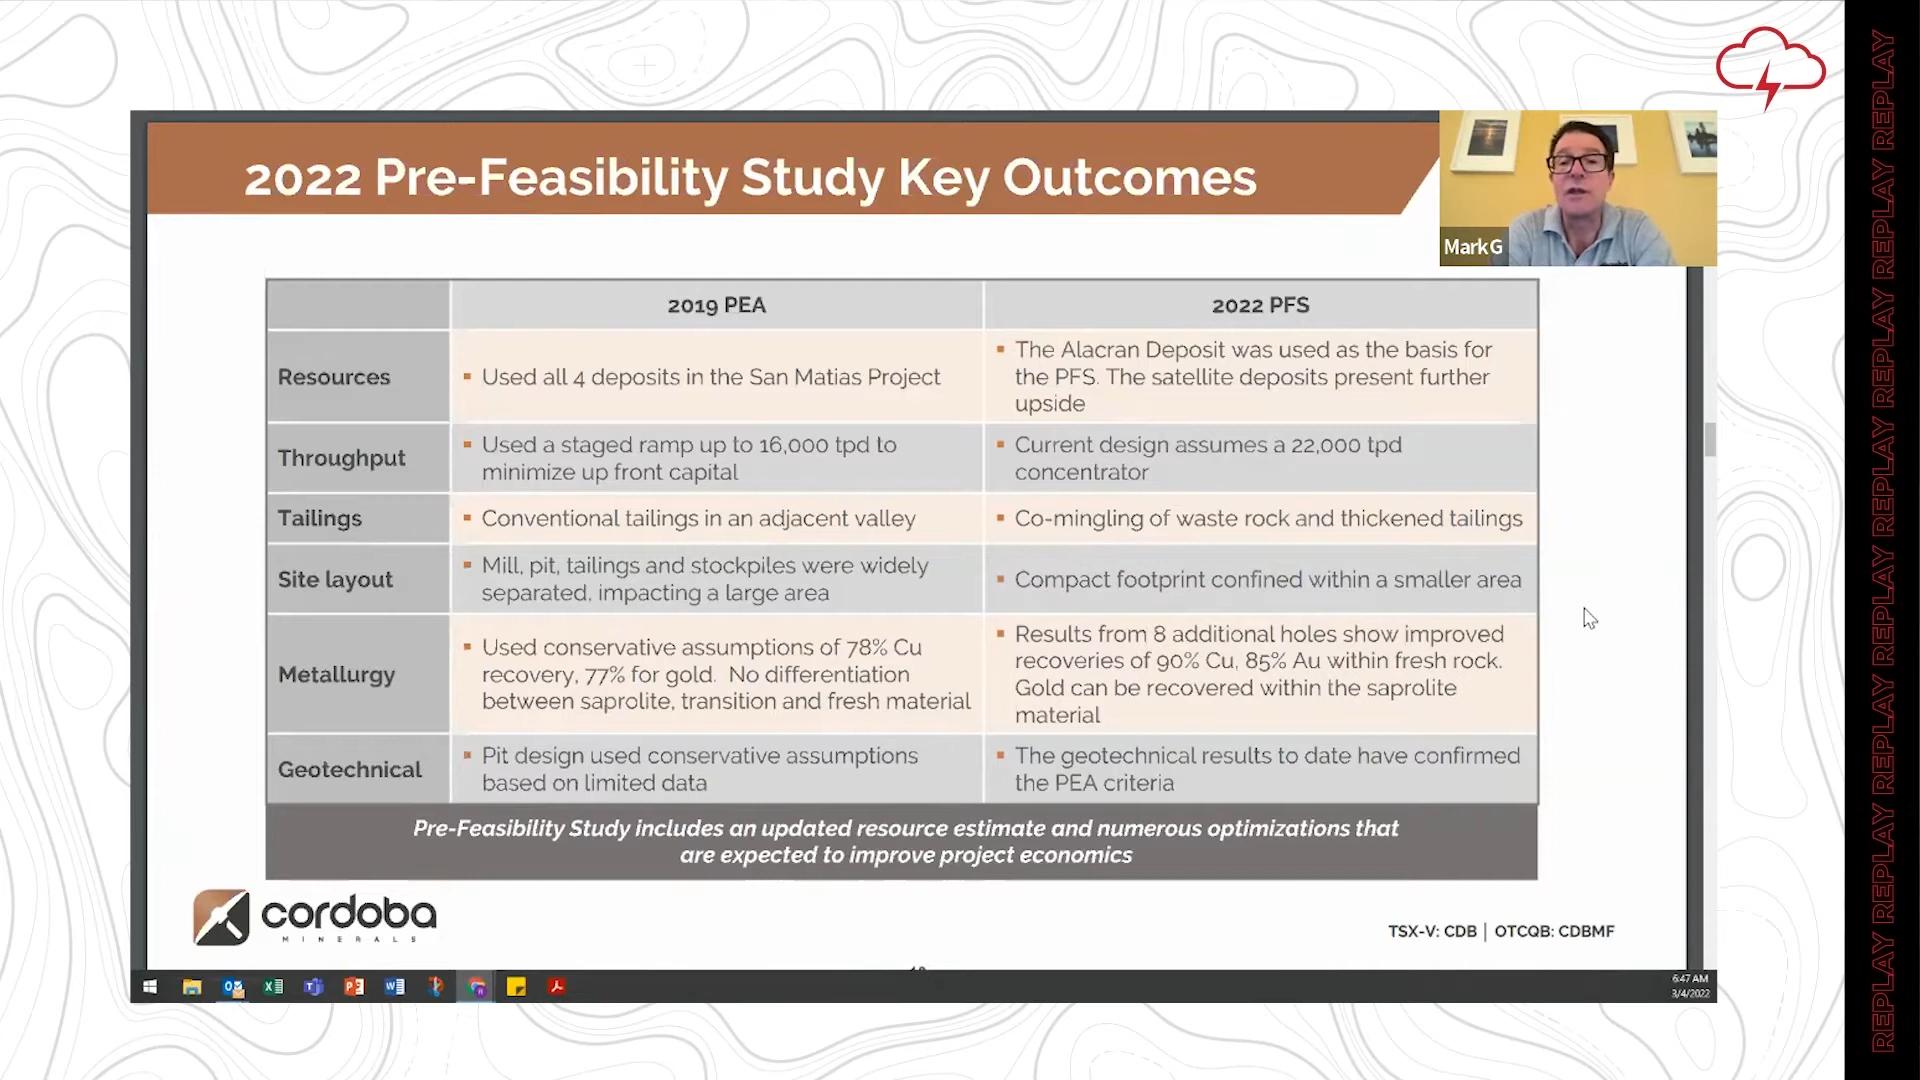 2022 Pre-Feasibility Study Key Outcomes
MarkG
2019 PEA
2022 PFS
Resources
Used all 4 deposits in the San Matias Project
The Alacran Deposit was used as the basis for
the PFS. The satellite deposits present further
upside
Throughput
Used a staged ramp up to 16,000 tpd to
minimize up front capital
Current design assumes a 22,000 tpd
concentrator
Tailings
Conventional tailings in an adjacent valley
Co-mingling of waste rock and thickened tailings
Site layout
Mill, pit, tailings and stockpiles were widely
separated, impacting a large area
Compact footprint confined within a smaller area
Metallurgy
Used conservative assumptions of 78% Cu
recovery, 77% for gold. No differentiation
between saprolite, transition and fresh material
Results from 8 additional holes show improved
recoveries of 90% Cu, 85% Au within fresh rock.
Gold can be recovered within the saprolite
material
Geotechnical
Pit design used conservative assumptions
based on limited data
The geotechnical results to date have confirmed
the PEA criteria
Pre-Feasibility Study includes an updated resource estimate and numerous optimizations that
are expected to improve project economics
cordoba
MINERALS
TSX-V: CDB | OTCQB: CDBMF
6:47 AM
3/4/2022
REPLAY REPLAY REPLAY REPLAY REPLAY REPLAY REPLAY REPLAY REPLAY REPLAY REPLAY REPLAY REPLAY